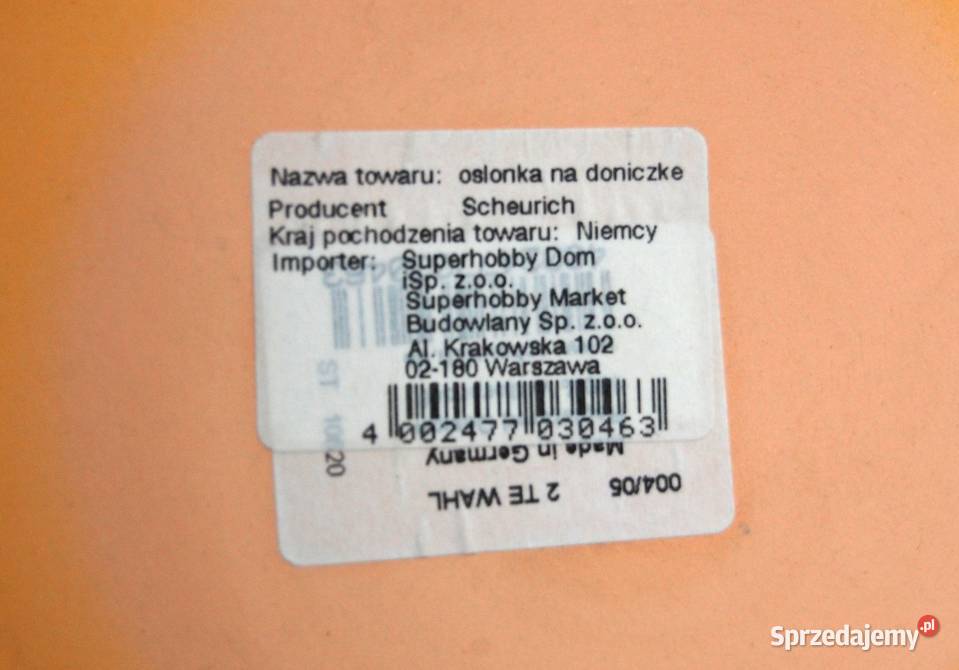 Nazwa towaru: oslonka na doniczke
Producent Scheurich
Kraj pochodzenia towaru: Niemcy
Importer: Superhobby Dom
iSp. z.o.o.
Superhobby Market
Budowlany Sp. z.o.o.
Al. Krakowska 102
02-180 Warszawa
4 002477 030463
Made in Germany
004/05 2 TE WAHL
ST
Sprzedajemy.pl